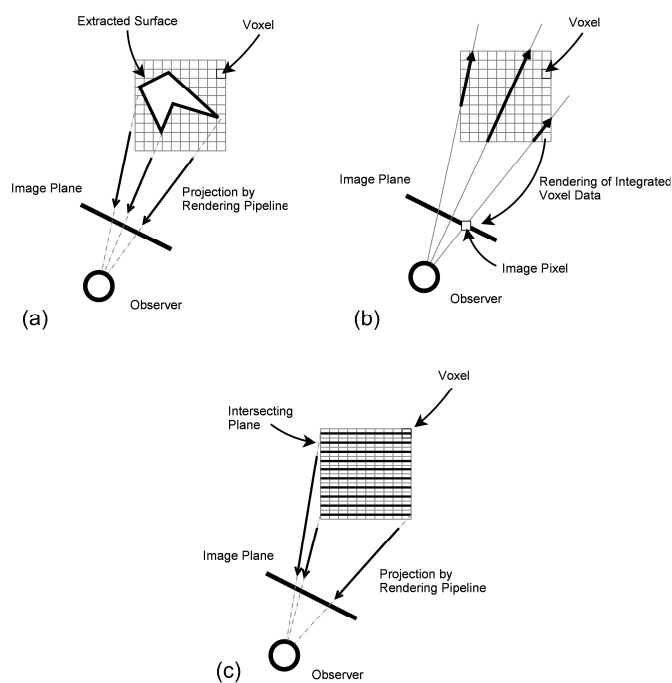 Extracted Surface
Voxel
Image Plane
Projection by
Rendering Pipeline
Observer
(a)
Voxel
Image Plane
Rendering of Integrated
Voxel Data
Image Pixel
Observer
(b)
Voxel
Intersecting
Plane
Image Plane
Projection by
Rendering Pipeline
Observer
(c)